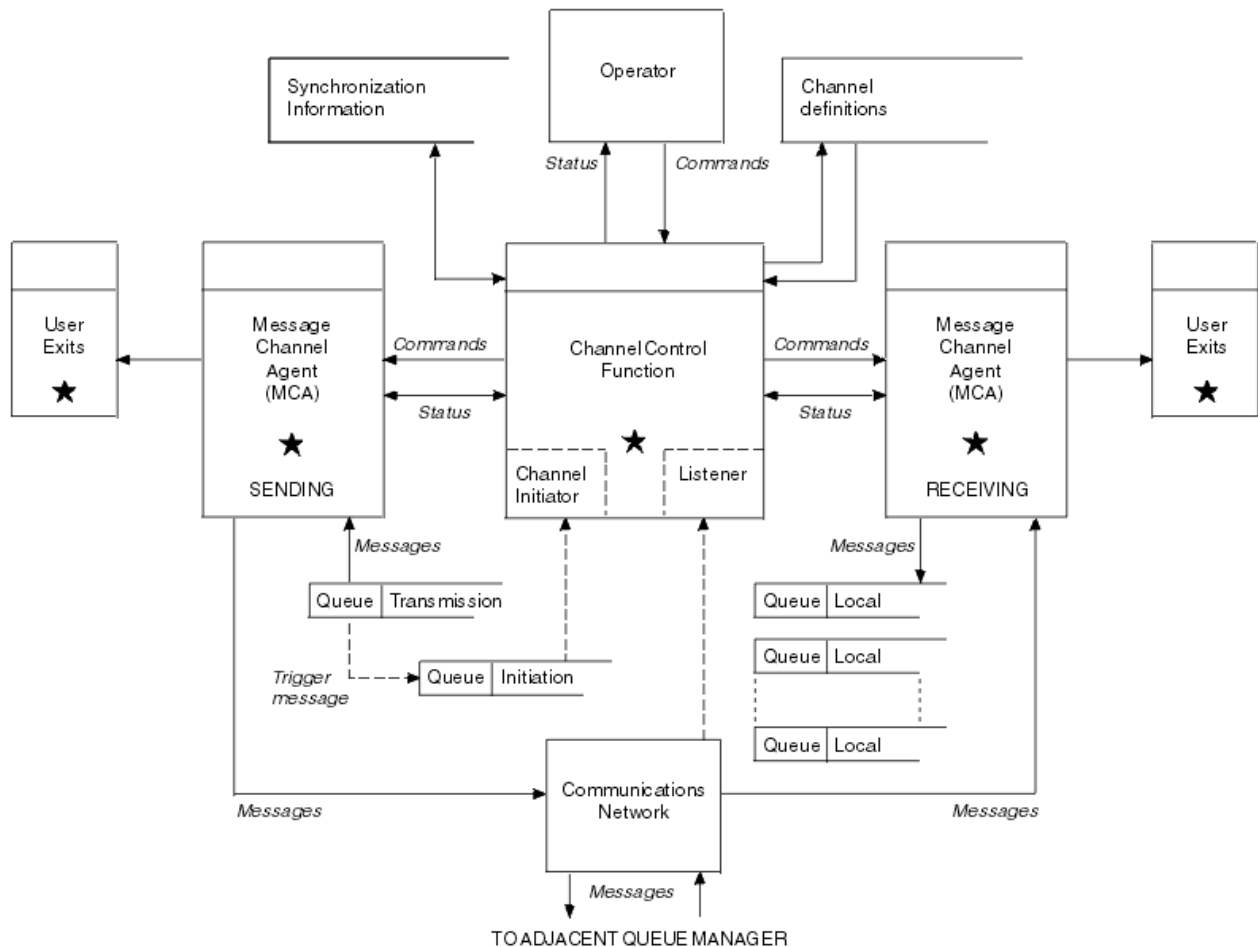 Operator
Synchronization
Information
Channel
definitions
Status
Commands
User
Exits
Message
Channel
Agent
(MCA)
SENDING
Commands
Status
Channel Control
Function
Channel
Initiator
Listener
Commands
Status
Message
Channel
Agent
(MCA)
RECEIVING
User
Exits
Messages
Messages
Queue Transmission
Queue Local
Trigger
message
Queue Initiation
Queue Local
Queue Local
Communications
Network
Messages
Messages
Messages
TO ADJACENT QUEUE MANAGER